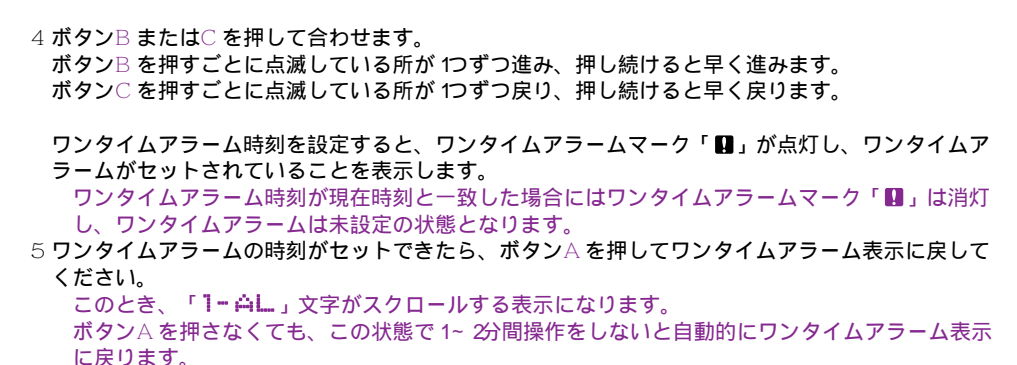 4 ボタンB またはC を押して合わせます。
ボタンB を押すごとに点滅している所が 1つずつ進み、押し続けると早く進みます。
ボタンC を押すごとに点滅している所が 1つずつ戻り、押し続けると早く戻ります。
ワンタイムアラーム時刻を設定すると、ワンタイムアラームマーク「!」が点灯し、ワンタイムア
ラームがセットされていることを表示します。
ワンタイムアラーム時刻が現在時刻と一致した場合にはワンタイムアラームマーク「!」は消灯
し、ワンタイムアラームは未設定の状態となります。
5 ワンタイムアラームの時刻がセットできたら、ボタンA を押してワンタイムアラーム表示に戻して
ください。
このとき、「1-AL」文字がスクロールする表示になります。
ボタンA を押さなくても、この状態で 1~ 2分間操作をしないと自動的にワンタイムアラーム表示
に戻ります。